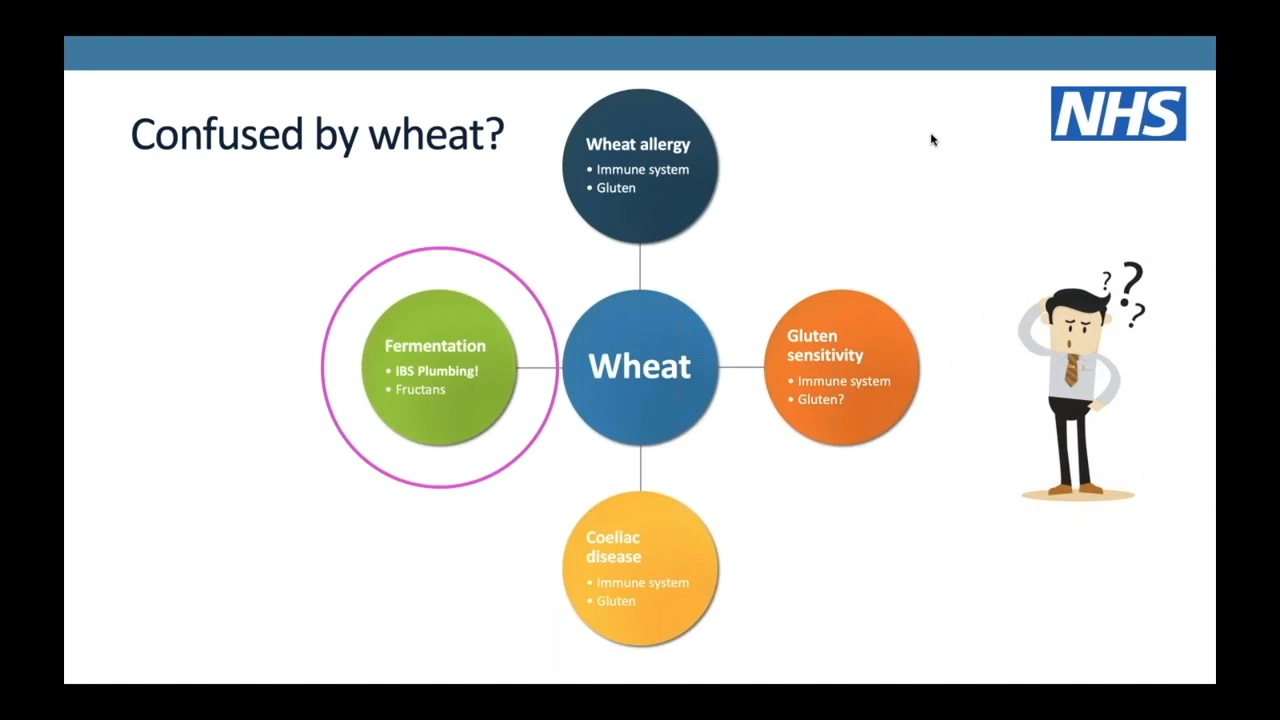 Confused by wheat?
NHS
Wheat allergy
• Immune system
• Gluten
Fermentation
• IBS Plumbing!
• Fructans
Wheat
Gluten
sensitivity
• Immune system
• Gluten?
? ? ?
Coeliac
disease
• Immune system
• Gluten